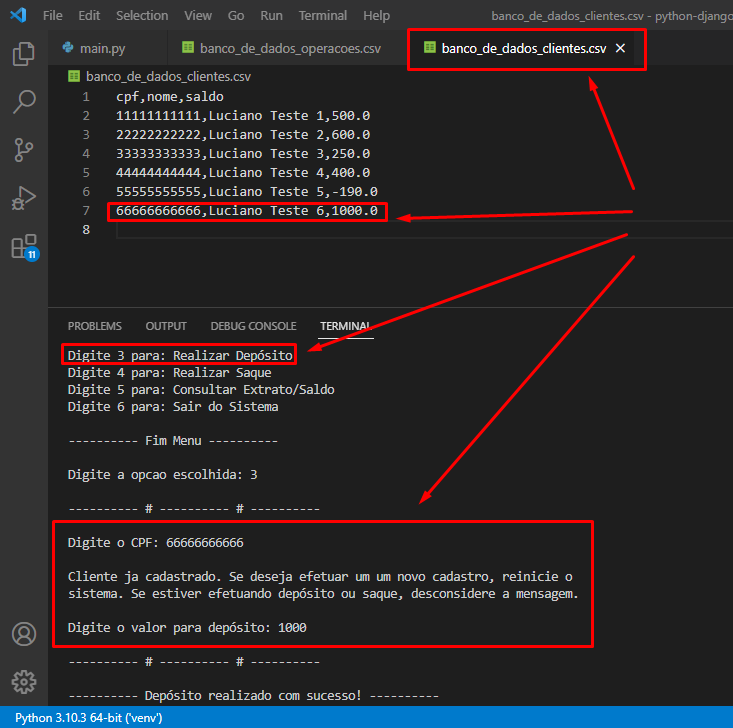 File Edit Selection View Go Run Terminal Help banco_de_dados_clientes.csv - python-django
main.py banco_de_dados_operacoes.csv banco_de_dados_clientes.csv
banco_de_dados_clientes.csv
1 cpf,nome,saldo
2 11111111111,Luciano Teste 1,500.0
3 22222222222,Luciano Teste 2,600.0
4 33333333333,Luciano Teste 3,250.0
5 44444444444,Luciano Teste 4,400.0
6 55555555555,Luciano Teste 5,-190.0
7 66666666666,Luciano Teste 6,1000.0
8
11
PROBLEMS OUTPUT DEBUG CONSOLE TERMINAL
Digite 3 para: Realizar Depósito
Digite 4 para: Realizar Saque
Digite 5 para: Consultar Extrato/Saldo
Digite 6 para: Sair do Sistema
---------- Fim Menu ----------
Digite a opcao escolhida: 3
---------- # ---------- # ----------
Digite o CPF: 66666666666
Cliente ja cadastrado. Se deseja efetuar um um novo cadastro, reinicie o
sistema. Se estiver efetuando depósito ou saque, desconsidere a mensagem.
Digite o valor para depósito: 1000
---------- # ---------- # ----------
---------- Depósito realizado com sucesso! ----------
Python 3.10.3 64-bit ('venv')